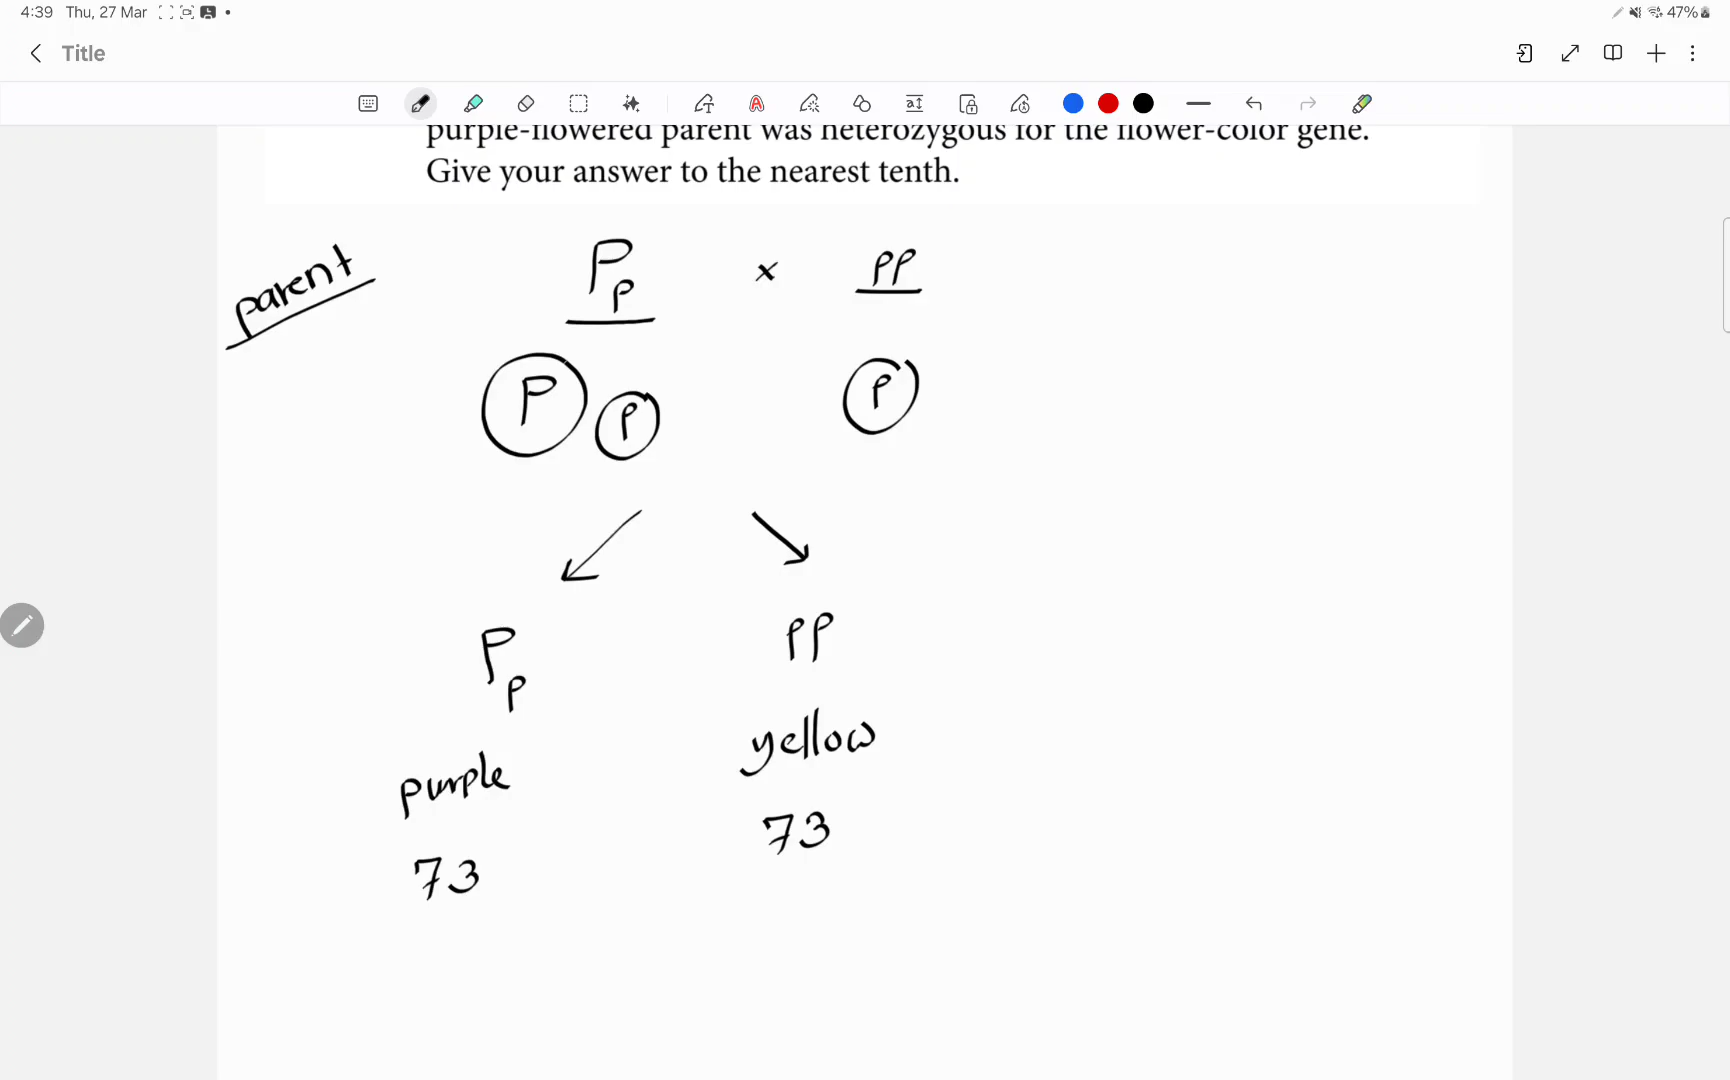 4:39 Thu, 27 Mar
47%
Title
purple-flowered parent was heterozygous for the flower-color gene.
Give your answer to the nearest tenth.
parent
Pp × pp
P p p
Pp pp
purple yellow
73 73